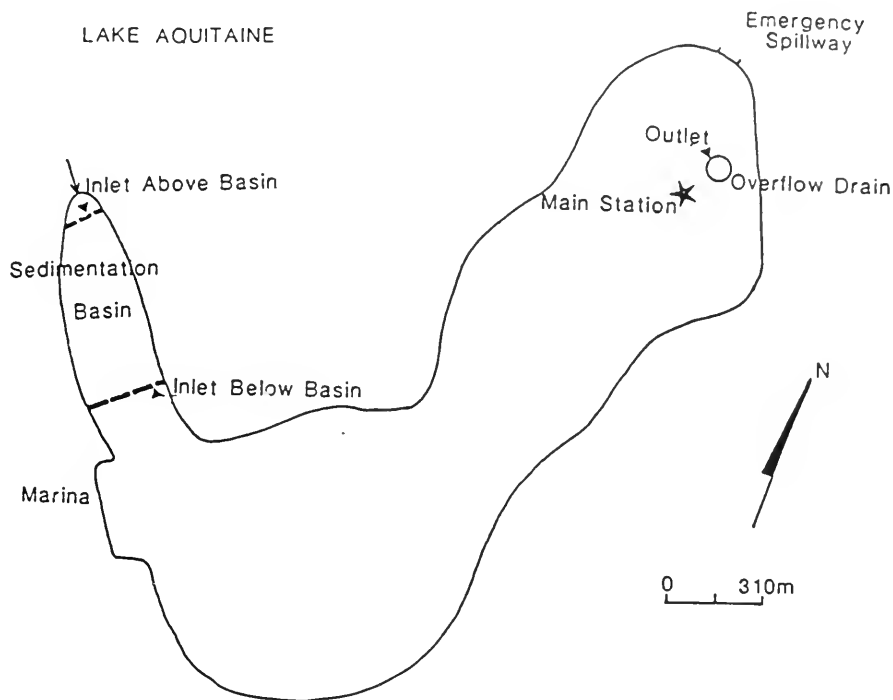 LAKE AQUITAINE
Emergency
Spillway
Outlet
Inlet Above Basin
Overflow Drain
Main Station
Sedimentation
Basin
Inlet Below Basin
N
Marina
0 310m